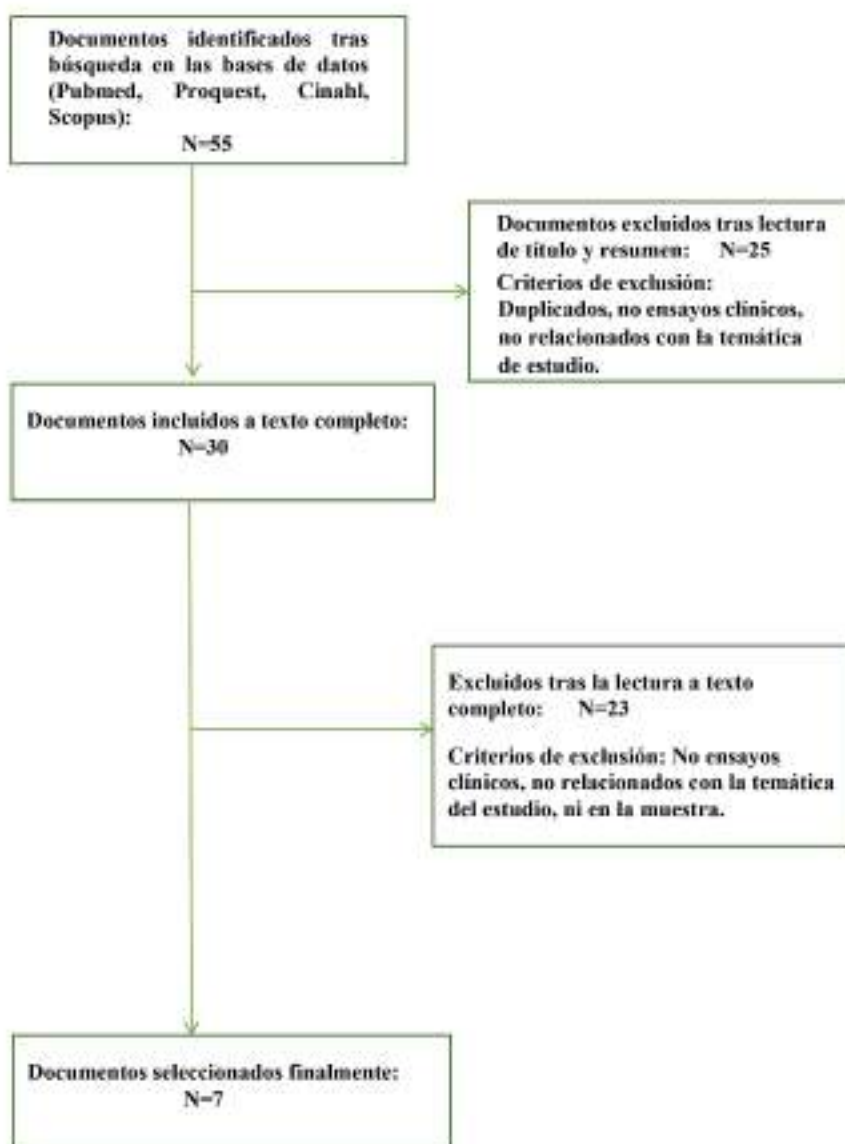 Documentos identificados tras
búsqueda en las bases de datos
(Pubmed, Proquest, Cinahl,
Scopus):
N=55
Documentos excluidos tras lectura
de título y resumen: N=25
Criterios de exclusión:
Duplicados, no ensayos clínicos,
no relacionados con la temática
de estudio.
Documentos incluidos a texto completo:
N=30
Excluidos tras la lectura a texto
completo: N=23
Criterios de exclusión: No ensayos
clínicos, no relacionados con la temática
del estudio, ni en la muestra.
Documentos seleccionados finalmente:
N=7